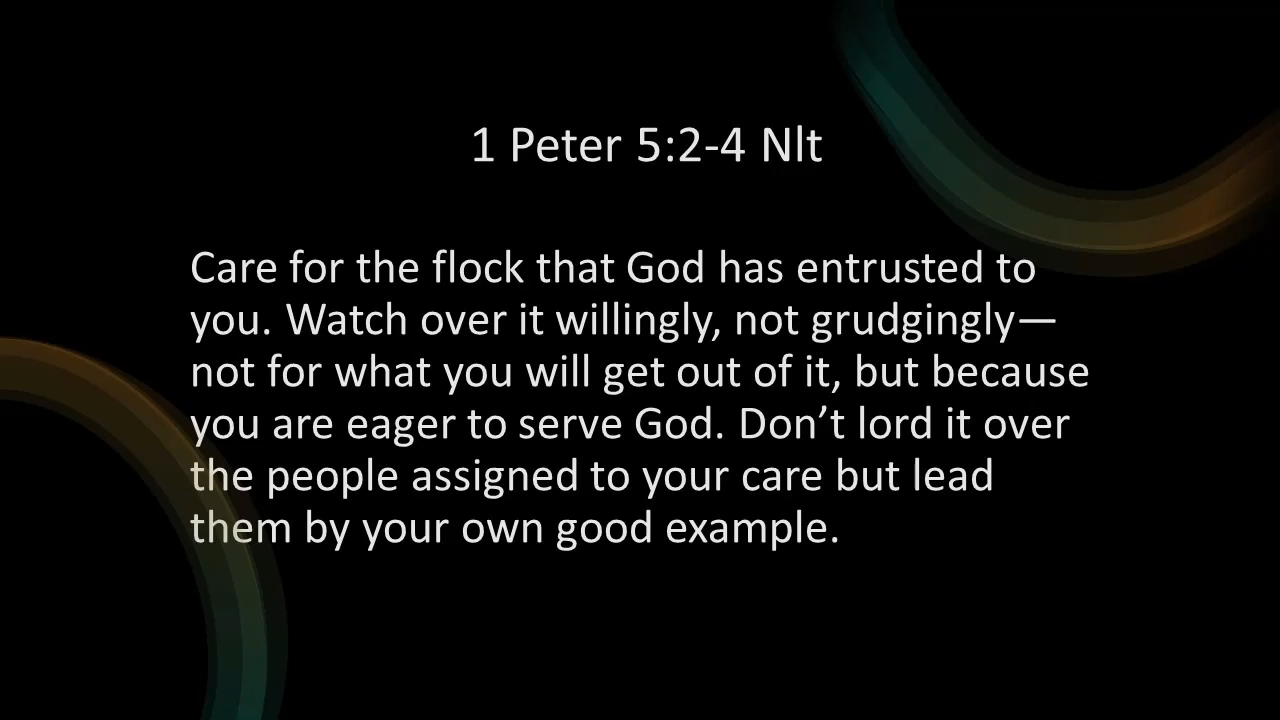 1 Peter 5:2-4 Nlt
Care for the flock that God has entrusted to
you. Watch over it willingly, not grudgingly—
not for what you will get out of it, but because
you are eager to serve God. Don’t lord it over
the people assigned to your care but lead
them by your own good example.